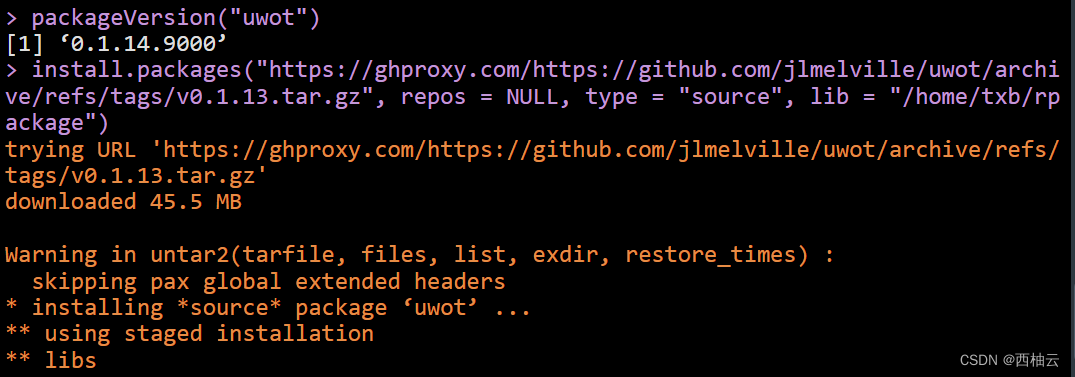 > packageVersion("uwot")
[1] ‘0.1.14.9000’
> install.packages("https://ghproxy.com/https://github.com/jlmelville/uwot/archi
ve/refs/tags/v0.1.13.tar.gz", repos = NULL, type = "source", lib = "/home/txb/rp
ackage")
trying URL 'https://ghproxy.com/https://github.com/jlmelville/uwot/archive/refs/
tags/v0.1.13.tar.gz'
downloaded 45.5 MB
Warning in untar2(tarfile, files, list, exdir, restore_times) :
  skipping pax global extended headers
* installing *source* package ‘uwot’ ...
** using staged installation
** libs
CSDN @西柚云